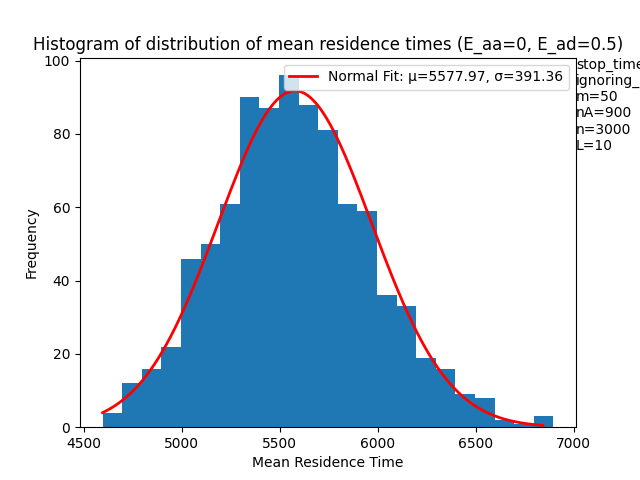 Histogram of distribution of mean residence times (E_aa=0, E_ad=0.5)
Normal Fit: μ=5577.97, σ=391.36
stop_time
ignoring_
m=50
nA=900
n=3000
L=10
Frequency
100
80
60
40
20
0
4500 5000 5500 6000 6500 7000
Mean Residence Time